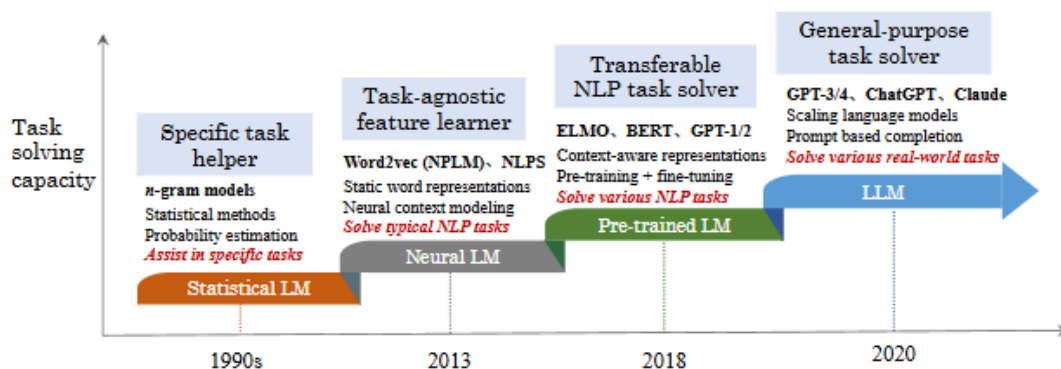 Task
solving
capacity
Specific task
helper
n-gram models
Statistical methods
Probability estimation
Assist in specific tasks
Statistical LM
1990s
Task-agnostic
feature learner
Word2vec (NPLM)、NLPS
Static word representations
Neural context modeling
Solve typical NLP tasks
Neural LM
2013
Transferable
NLP task solver
ELMO、BERT、GPT-1/2
Context-aware representations
Pre-training + fine-tuning
Solve various NLP tasks
Pre-trained LM
2018
General-purpose
task solver
GPT-3/4、ChatGPT、Claude
Scaling language models
Prompt based completion
Solve various real-world tasks
LLM
2020